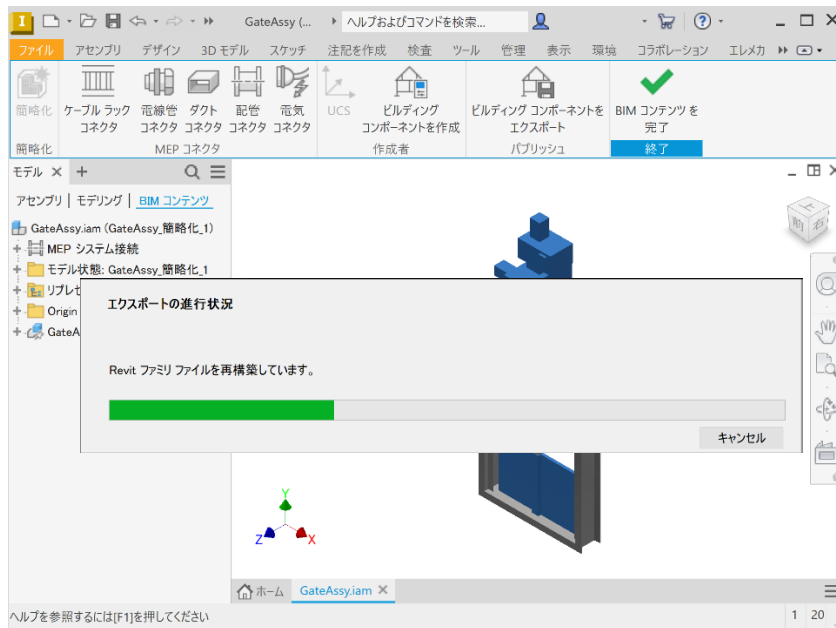 GateAssy (...
ヘルプおよびコマンドを検索...
ファイル アセンブリ デザイン 3D モデル スケッチ 注記を作成 検査 ツール 管理 表示 環境 コラボレーション エレメカ
簡略化
ケーブル ラック
コネクタ
電線管
コネクタ
ダクト
コネクタ
配管
コネクタ
電気
コネクタ
UCS
ビルディング
コンポーネントを作成
ビルディング コンポーネントを
エクスポート
BIM コンテンツ を
完了
簡略化 MEP コネクタ 作成者 パブリッシュ 終了
モデル
アセンブリ モデリング BIM コンテンツ
GateAssy.iam (GateAssy_簡略化_1)
MEP システム接続
モデル状態: GateAssy_簡略化_1
リプレゼ
Origin
GateA
上
前 右
エクスポートの進行状況
Revit ファミリ ファイルを再構築しています。
キャンセル
Y
Z X
ホーム GateAssy.iam
ヘルプを参照するには[F1]を押してください
1 20